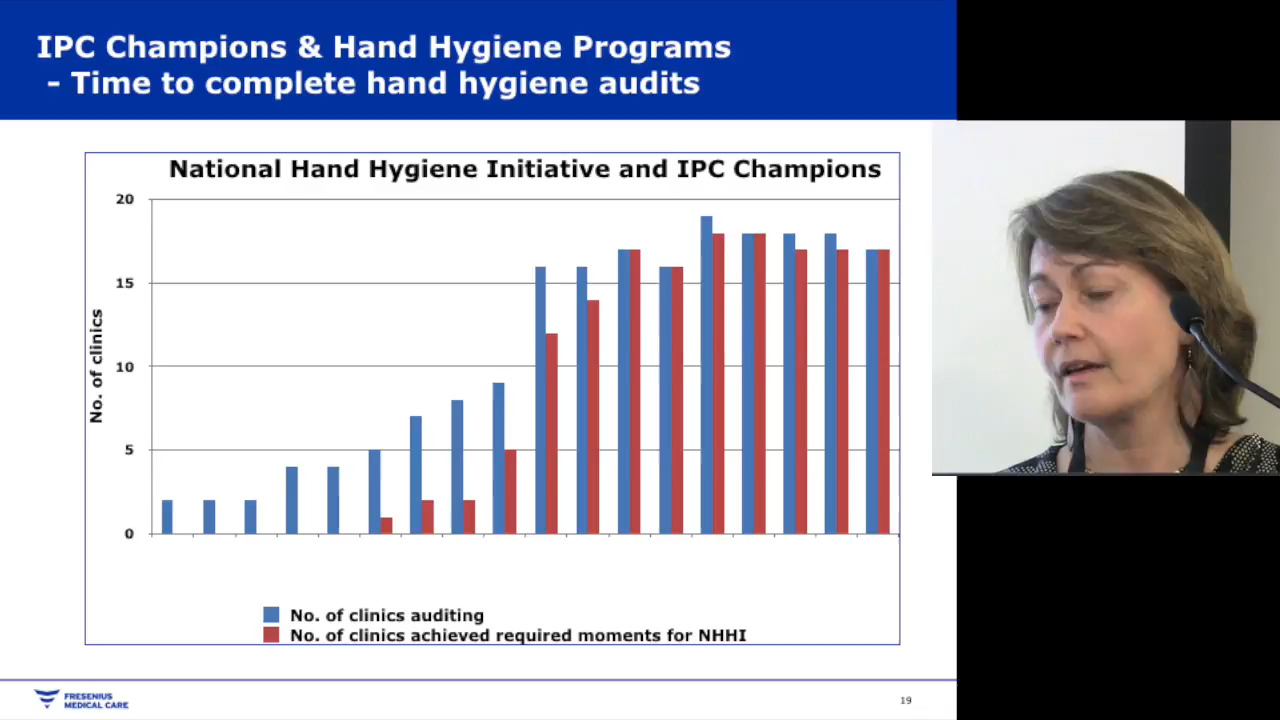 IPC Champions & Hand Hygiene Programs
- Time to complete hand hygiene audits
National Hand Hygiene Initiative and IPC Champions
20
15
10
5
0
No. of clinics
No. of clinics auditing
No. of clinics achieved required moments for NHHI
FRESENIUS
MEDICAL CARE
19